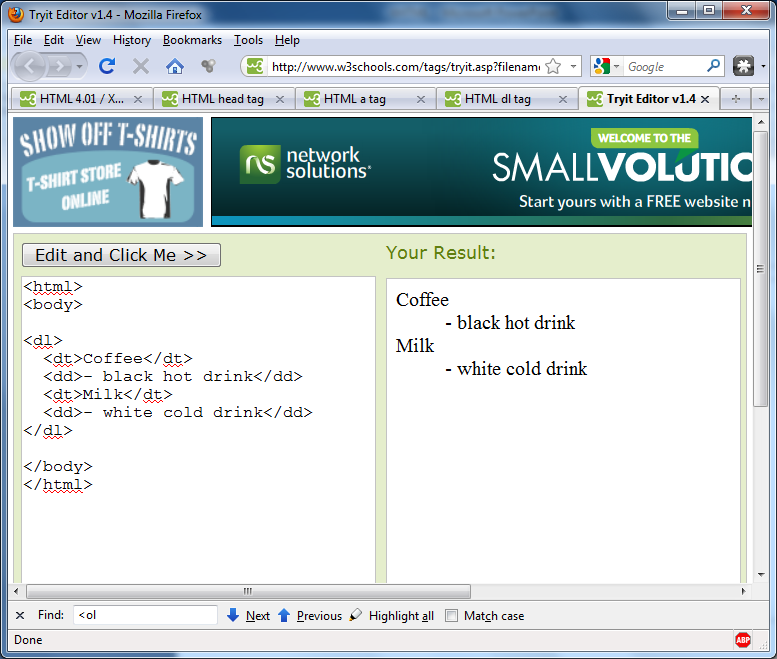 Tryit Editor v1.4 - Mozilla Firefox
File Edit View History Bookmarks Tools Help
http://www.w3schools.com/tags/tryit.asp?filename Google
HTML 4.01 / X... HTML head tag HTML a tag HTML dl tag Tryit Editor v1.4
SHOW OFF T-SHIRTS
T-SHIRT STORE
ONLINE
ns network
solutions®
WELCOME TO THE
SMALLVOLUTIO
Start yours with a FREE website n
Edit and Click Me >>
Your Result:
<html>
<body>
<dl>
<dt>Coffee</dt>
<dd>- black hot drink</dd>
<dt>Milk</dt>
<dd>- white cold drink</dd>
</dl>
</body>
</html>
Coffee
- black hot drink
Milk
- white cold drink
Find: <ol Next Previous Highlight all Match case
Done ABP